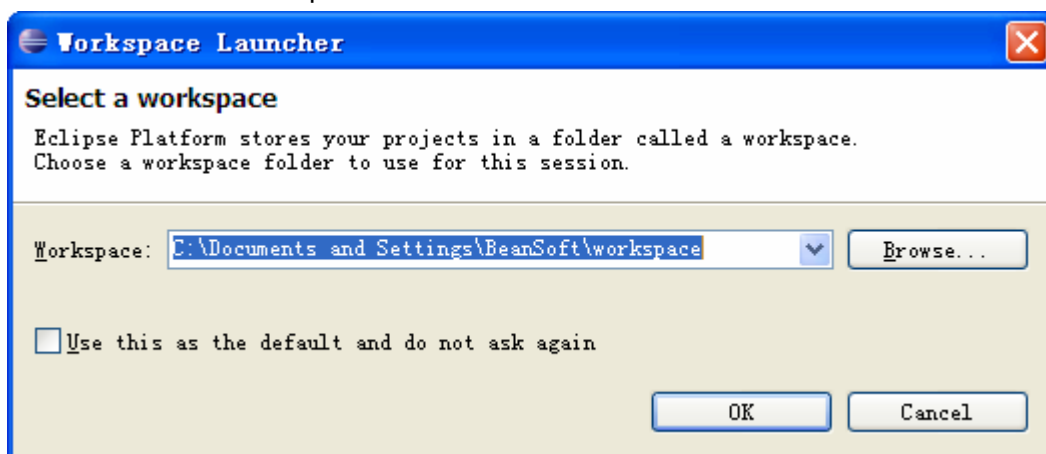 Workspace Launcher
Select a workspace
Eclipse Platform stores your projects in a folder called a workspace.
Choose a workspace folder to use for this session.
Workspace: C:\Documents and Settings\BeanSoft\workspace Browse...
Use this as the default and do not ask again
OK Cancel